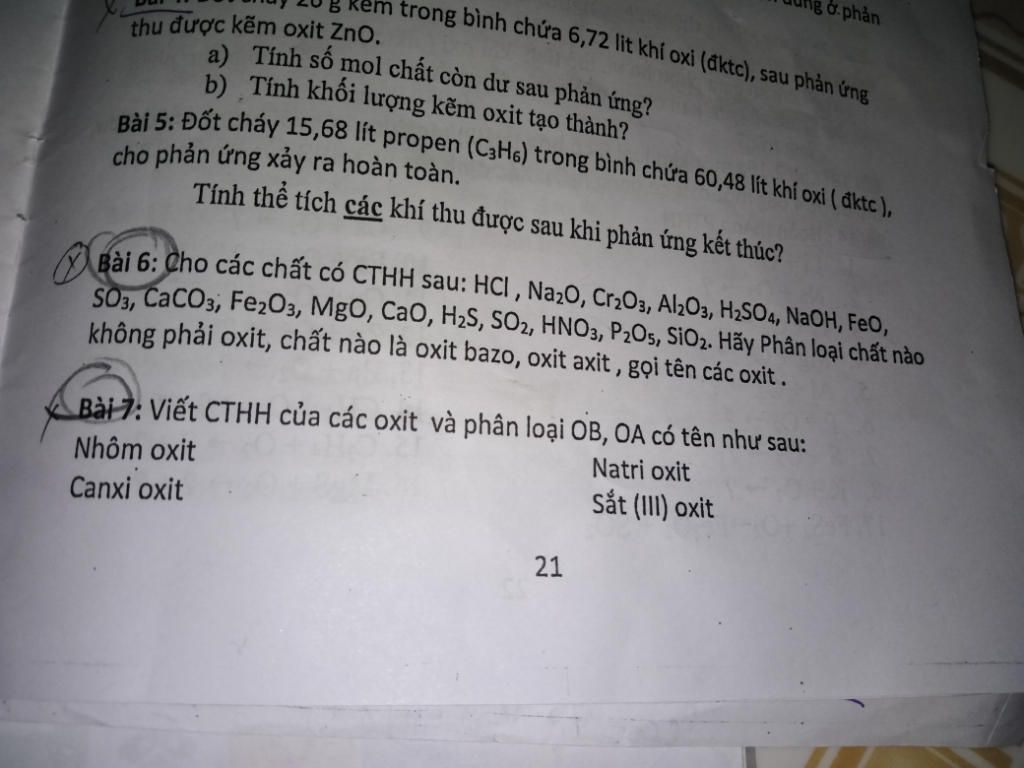 dùng ở phản
g kẽm trong bình chứa 6,72 lit khí oxi (đktc), sau phản ứng
thu được kẽm oxit ZnO.
a) Tính số mol chất còn dư sau phản ứng?
b) Tính khối lượng kẽm oxit tạo thành?
Bài 5: Đốt cháy 15,68 lít propen (C₃H₆) trong bình chứa 60,48 lít khí oxi ( đktc ),
cho phản ứng xảy ra hoàn toàn.
Tính thể tích các khí thu được sau khi phản ứng kết thúc?
Bài 6: Cho các chất có CTHH sau: HCl , Na₂O, Cr₂O₃, Al₂O₃, H₂SO₄, NaOH, FeO,
SO₃, CaCO₃, Fe₂O₃, MgO, CaO, H₂S, SO₂, HNO₃, P₂O₅, SiO₂. Hãy Phân loại chất nào
không phải oxit, chất nào là oxit bazo, oxit axit , gọi tên các oxit .
Bài 7: Viết CTHH của các oxit và phân loại OB, OA có tên như sau:
Nhôm oxit Natri oxit
Canxi oxit Sắt (III) oxit
21